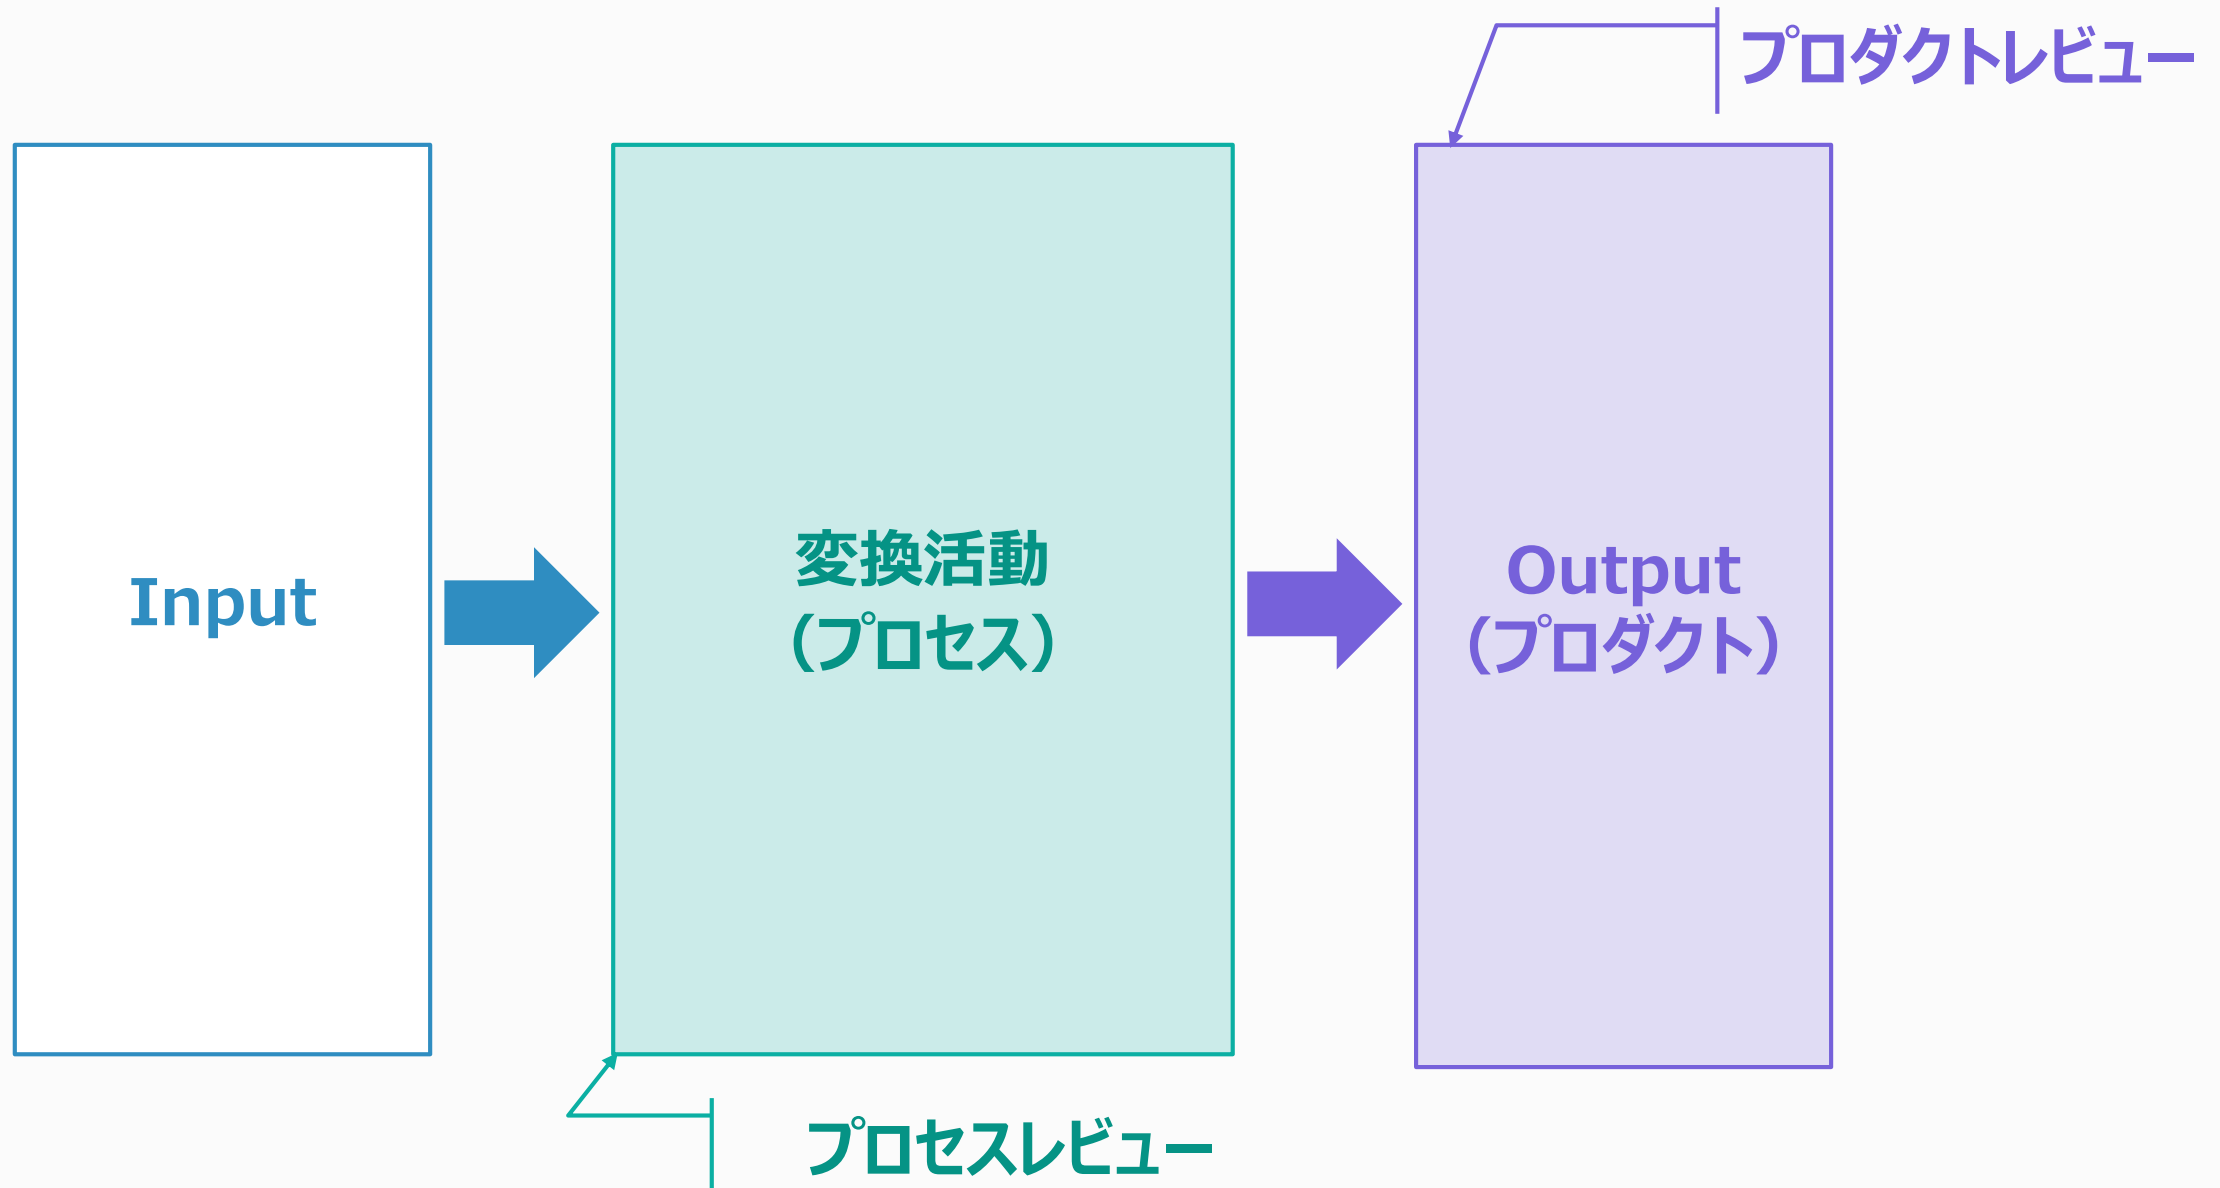 プロダクトレビュー
Input
変換活動
（プロセス）
Output
（プロダクト）
プロセスレビュー